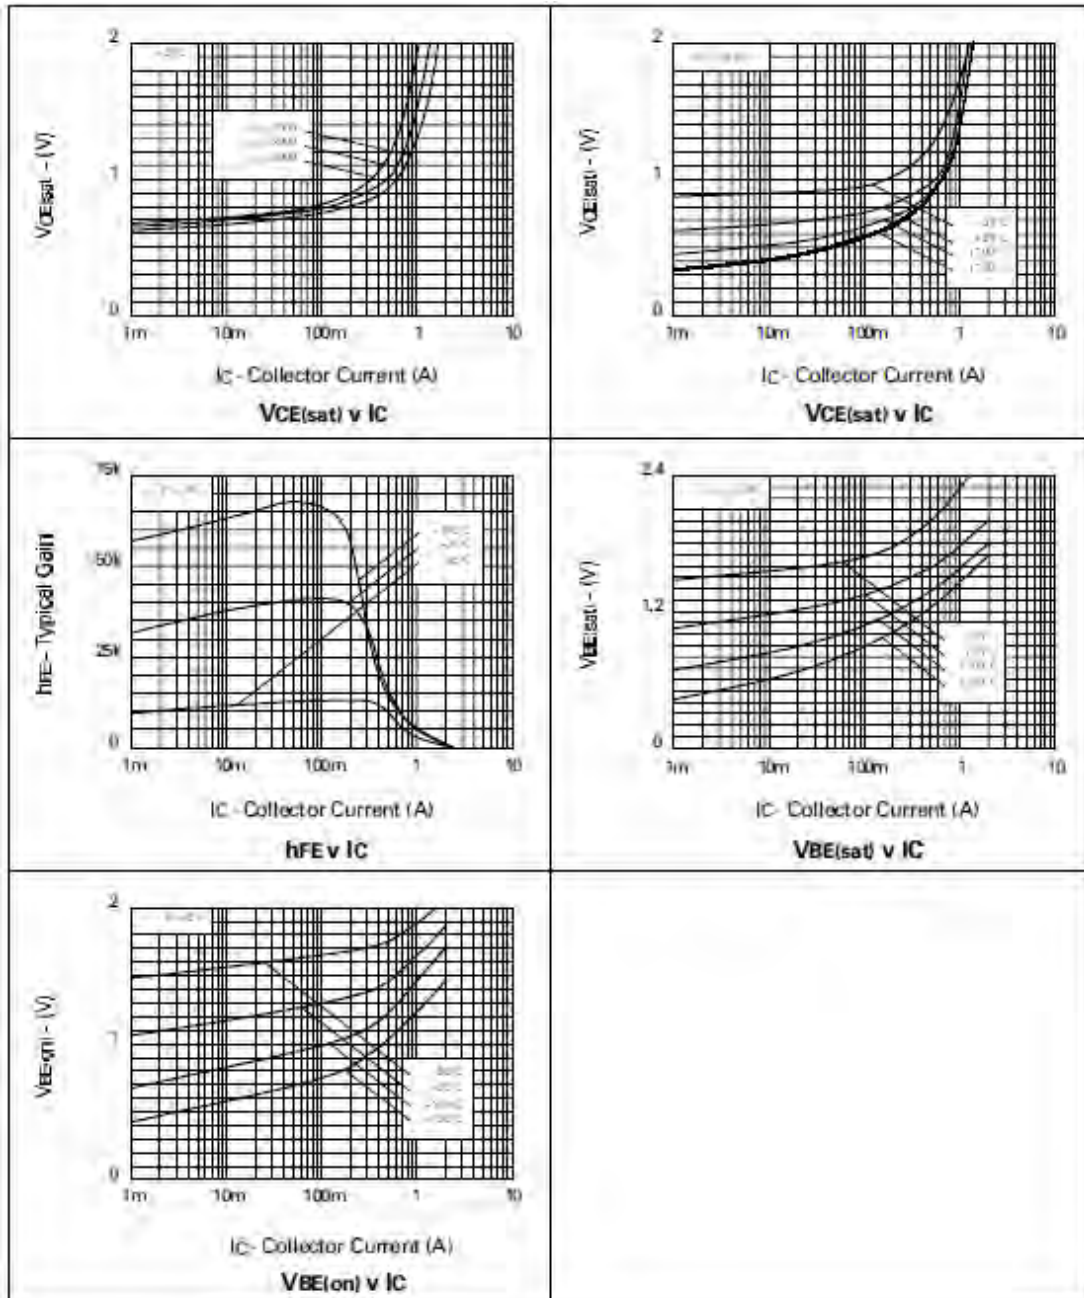 2
VCE(sat) - (V)
1
0
1m 10m 100m 1 10
IC - Collector Current (A)
VCE(sat) v IC
2
VCE(sat) - (V)
1
0
1m 10m 100m 1 10
IC - Collector Current (A)
VCE(sat) v IC
75k
hFE - Typical Gain
50k
25k
0
1m 10m 100m 1 10
IC - Collector Current (A)
hFE v IC
2.4
VBE(sat) - (V)
1.2
0
1m 10m 100m 1 10
IC - Collector Current (A)
VBE(sat) v IC
2
VBE(on) - (V)
1
0
1m 10m 100m 1 10
IC - Collector Current (A)
VBE(on) v IC